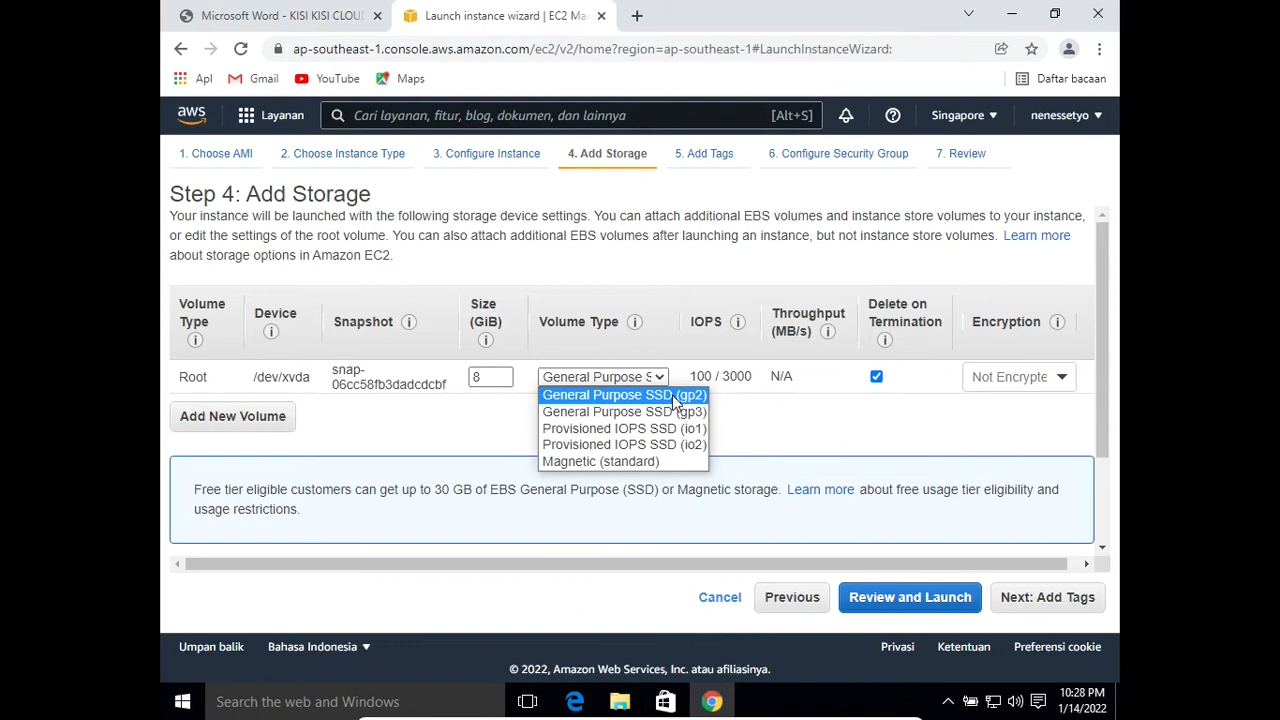 Microsoft Word - KISI KISI CLOUD
Launch instance wizard | EC2 Ma
ap-southeast-1.console.aws.amazon.com/ec2/v2/home?region=ap-southeast-1#LaunchInstanceWizard:
Apl Gmail YouTube Maps Daftar bacaan
aws Layanan Cari layanan, fitur, blog, dokumen, dan lainnya [Alt+S] Singapore nenessetyo
1. Choose AMI 2. Choose Instance Type 3. Configure Instance 4. Add Storage 5. Add Tags 6. Configure Security Group 7. Review
Step 4: Add Storage
Your instance will be launched with the following storage device settings. You can attach additional EBS volumes and instance store volumes to your instance,
or edit the settings of the root volume. You can also attach additional EBS volumes after launching an instance, but not instance store volumes. Learn more
about storage options in Amazon EC2.
Volume Type Device Snapshot Size (GiB) Volume Type IOPS Throughput (MB/s) Delete on Termination Encryption
Root /dev/xvda snap-06cc58fb3dadcdcbf 8 General Purpose S 100 / 3000 N/A Not Encrypte
General Purpose SSD (gp2)
General Purpose SSD (gp3)
Provisioned IOPS SSD (io1)
Provisioned IOPS SSD (io2)
Magnetic (standard)
Add New Volume
Free tier eligible customers can get up to 30 GB of EBS General Purpose (SSD) or Magnetic storage. Learn more about free usage tier eligibility and
usage restrictions.
Cancel Previous Review and Launch Next: Add Tags
Umpan balik Bahasa Indonesia Privasi Ketentuan Preferensi cookie
© 2022, Amazon Web Services, Inc. atau afiliasinya.
Search the web and Windows
10:28 PM
1/14/2022